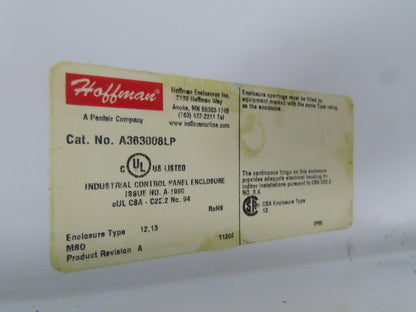 Hoffman®
A Pentair Company
Hoffman Enclosures Inc.
2100 Hoffman Way
Anoka, MN 55303-1745
(763) 427-2211 Tel
www.hoffmanonline.com
Cat. No. A363008LP
C UL US LISTED
INDUSTRIAL CONTROL PANEL ENCLOSURE
ISSUE NO. A-1990
cUL CSA - C22.2 No. 94
RoHS
Enclosure Type 12,13
M80
Product Revision A
Enclosure openings must be filled by
equipment marked with the same Type rating
as the enclosure.
The continuous fittings on this enclosure
provides adequate electrical bonding for
indoor installations pursuant to CSA C22.2
NO. 0.4.
CSA Enclosure Type
12